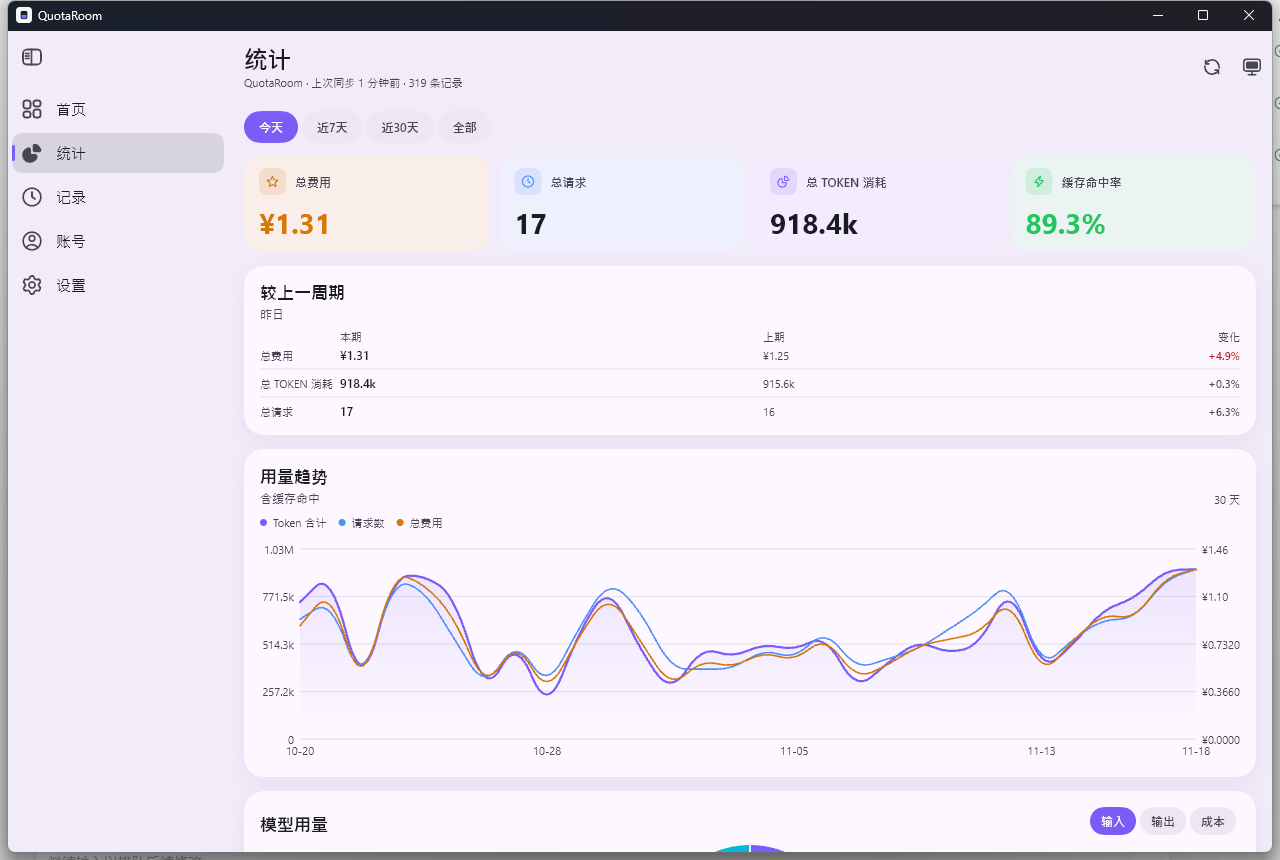 QuotaRoom
统计
QuotaRoom · 上次同步 1 分钟前 · 319 条记录
首页
统计
记录
账号
设置
今天 近7天 近30天 全部
总费用
¥1.31
总请求
17
总 TOKEN 消耗
918.4k
缓存命中率
89.3%
较上一周期
昨日
本期 上期 变化
总费用 ¥1.31 ¥1.25 +4.9%
总 TOKEN 消耗 918.4k 915.6k +0.3%
总请求 17 16 +6.3%
用量趋势
含缓存命中 30 天
Token 合计 请求数 总费用
1.03M ¥1.46
771.5k ¥1.10
514.3k ¥0.7320
257.2k ¥0.3660
0 ¥0.0000
10-20 10-28 11-05 11-13 11-18
模型用量 输入 输出 成本